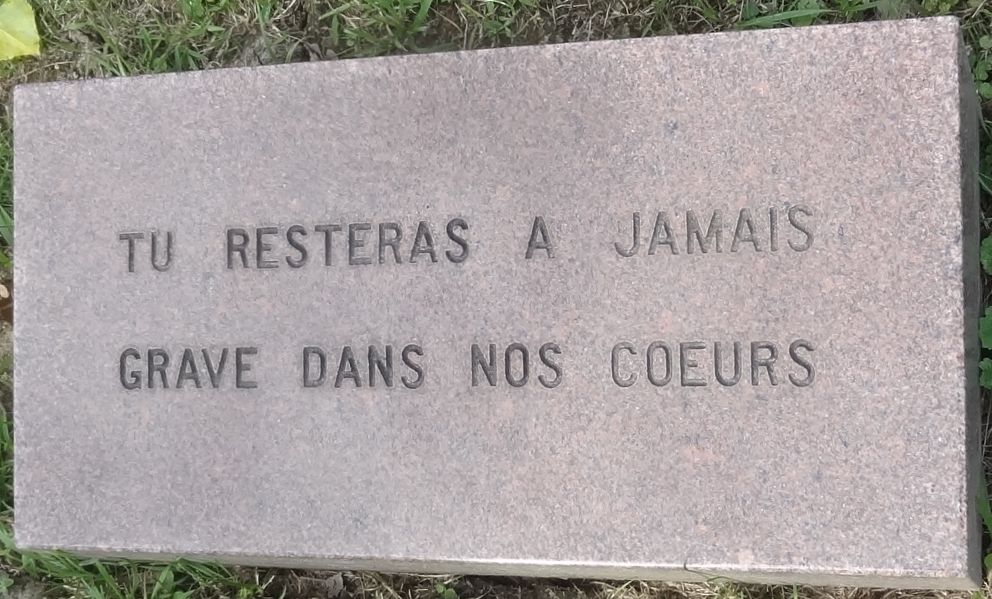 TU RESTERAS A JAMAIS
GRAVE DANS NOS COEURS